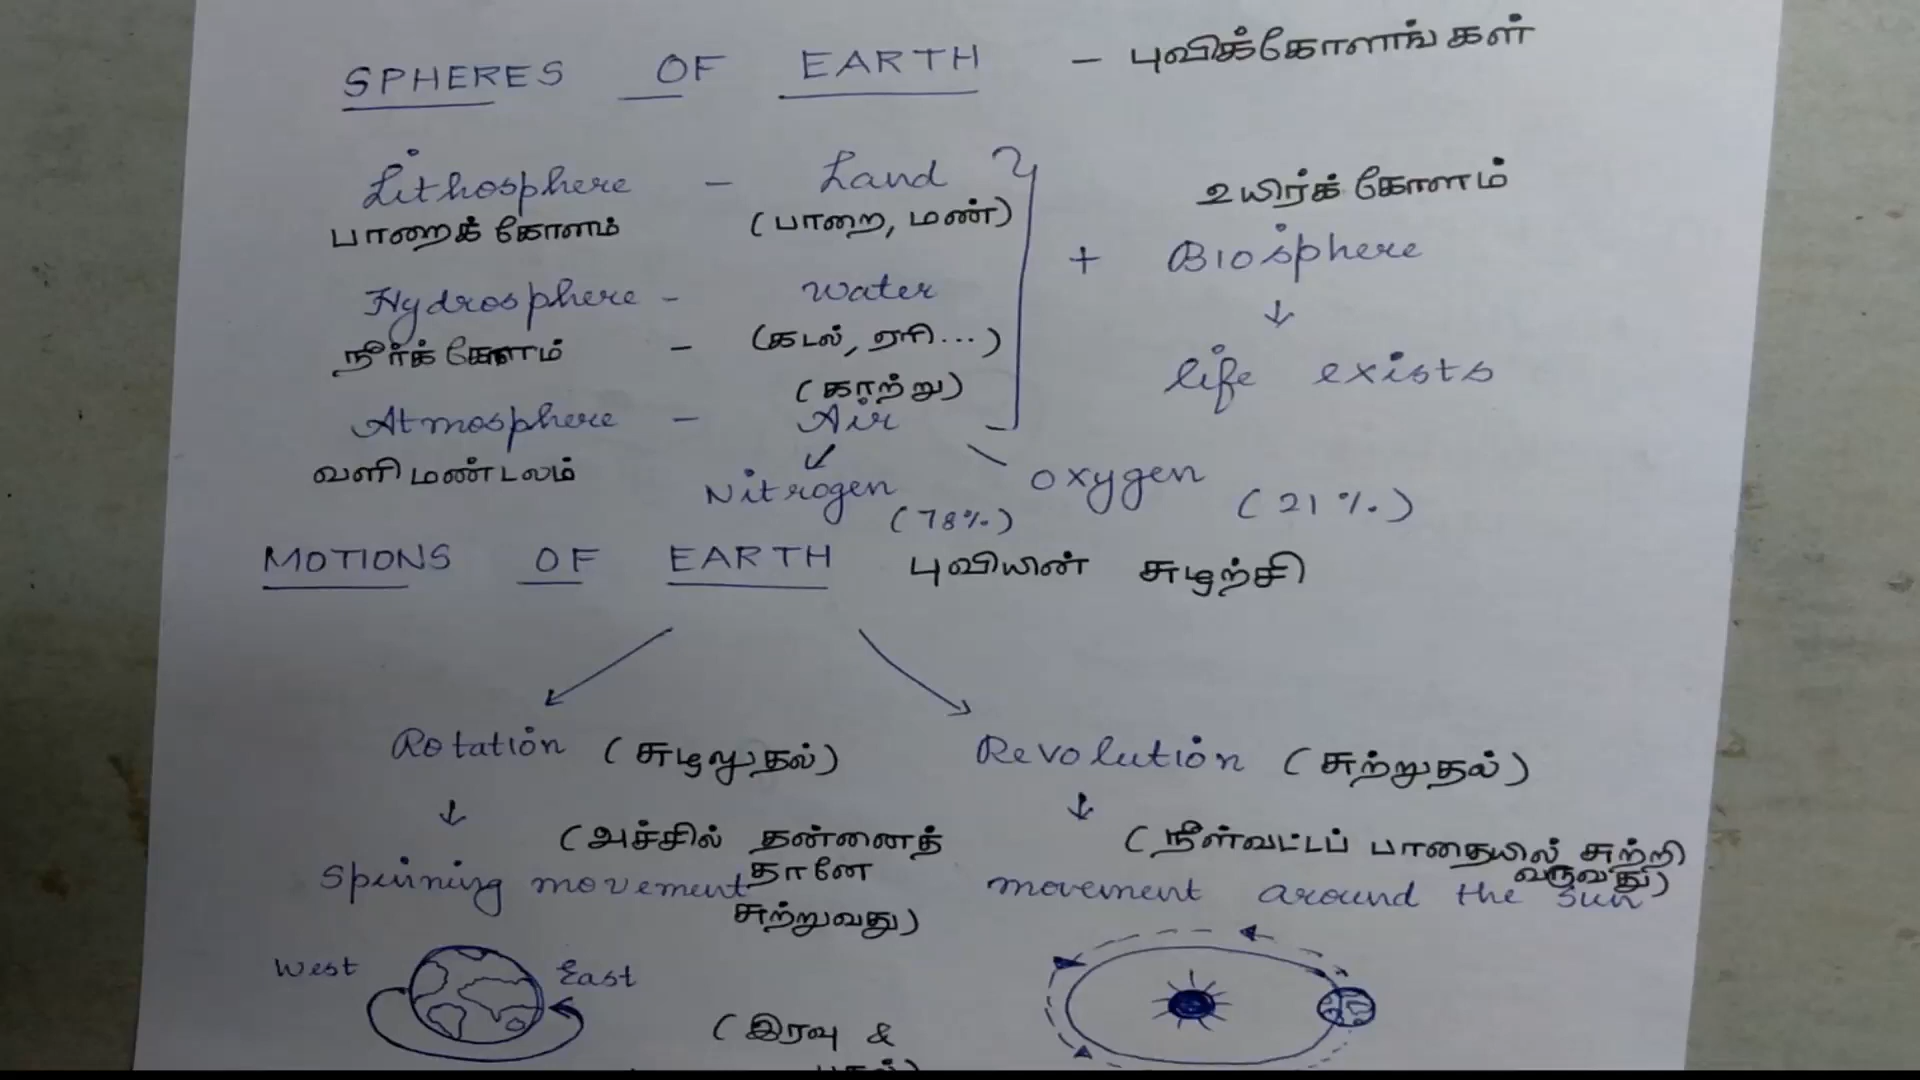 SPHERES OF EARTH - புவிக்கோளங்கள்
Lithosphere - Land
பாறைக் கோளம் (பாறை, மண்)
உயிர்க் கோளம்
+ Biosphere
Hydrosphere - water
நீர்க் கோளம் - (கடல், ஏரி...)
life exists
(காற்று)
Atmosphere - Air
வளி மண்டலம்
Nitrogen (78%) oxygen (21%)
MOTIONS OF EARTH புவியின் சுழற்சி
Rotation (சுழலுதல்) Revolution (சுற்றுதல்)
(அச்சில் தன்னைத் தானே சுற்றுவது)
Spinning movement
(நீள்வட்டப் பாதையில் சுற்றி வருவது)
movement around the sun
West East
(இரவு &
பகல்)